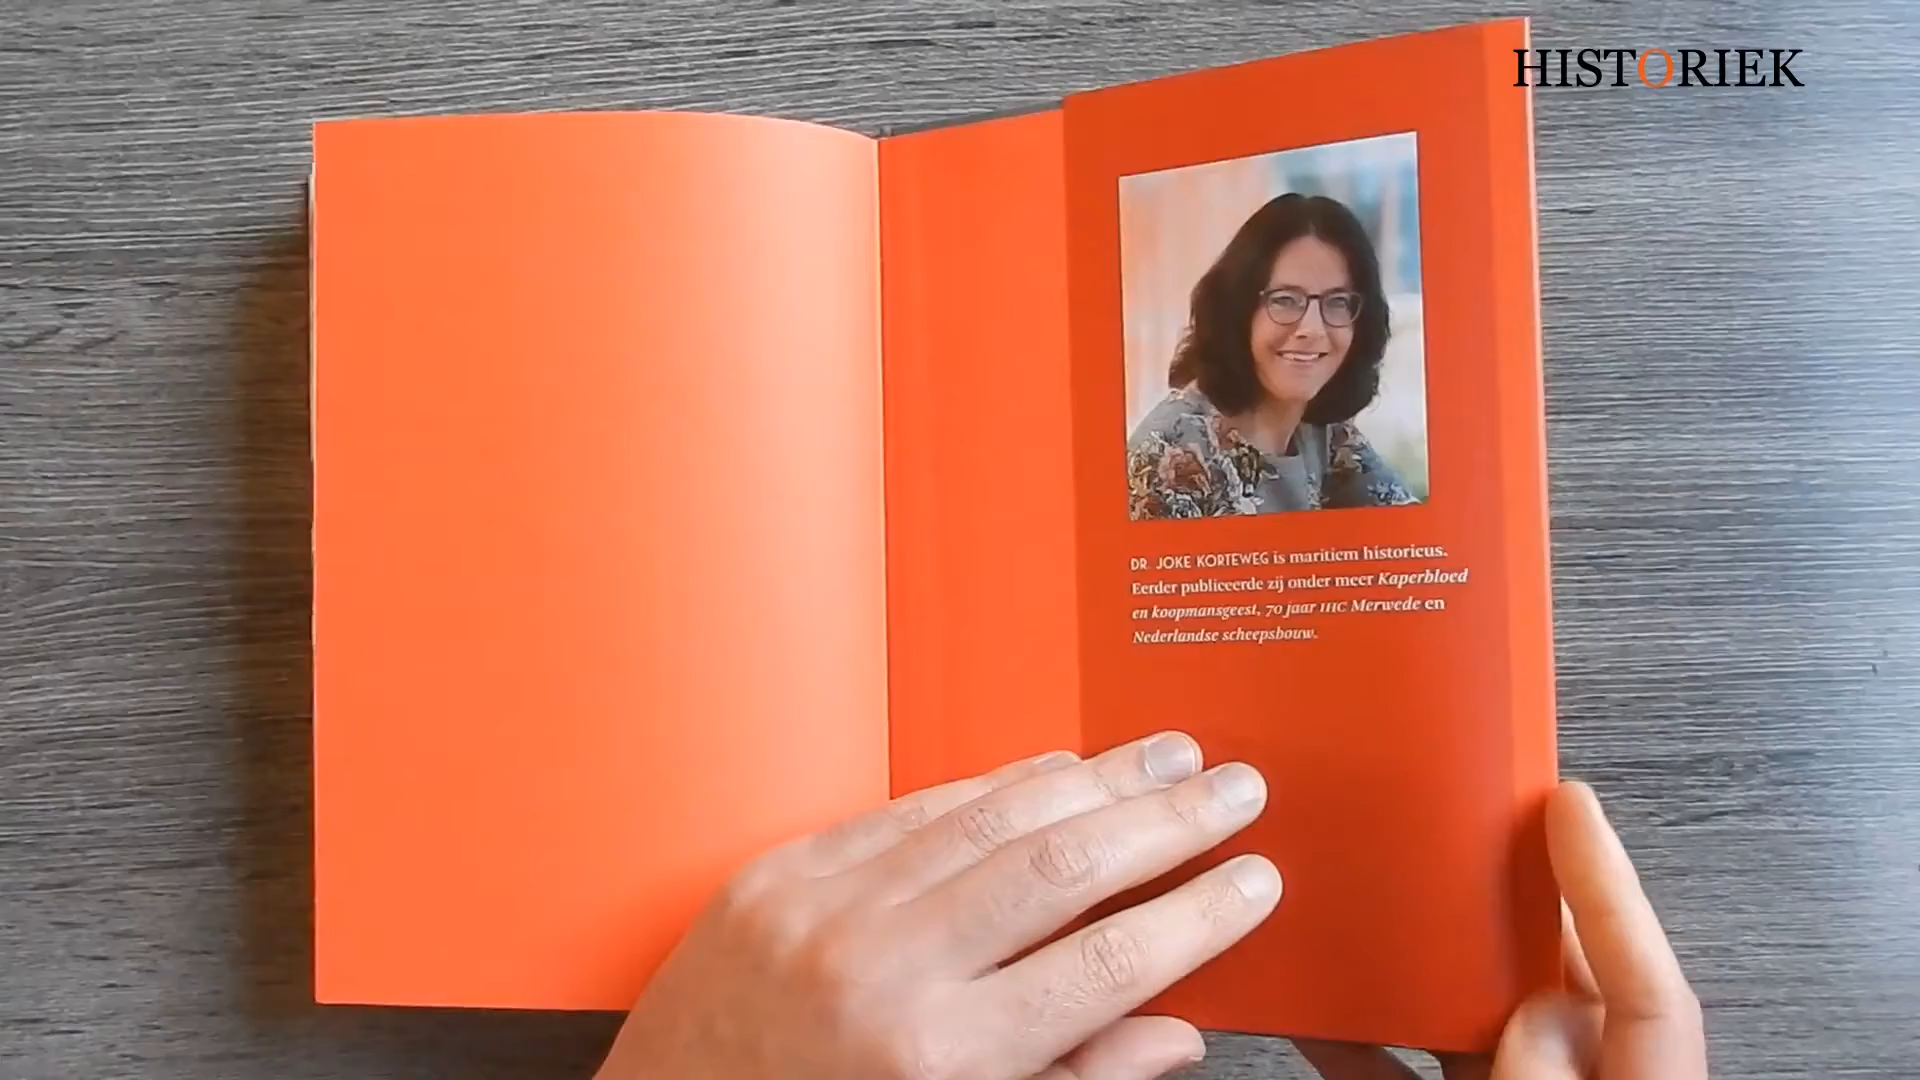 HISTORIEK
DR. JOKE KORTEWEG is maritiem historicus.
Eerder publiceerde zij onder meer Kaperbloed
en koopmansgeest, 70 jaar IHC Merwede en
Nederlandse scheepsbouw.